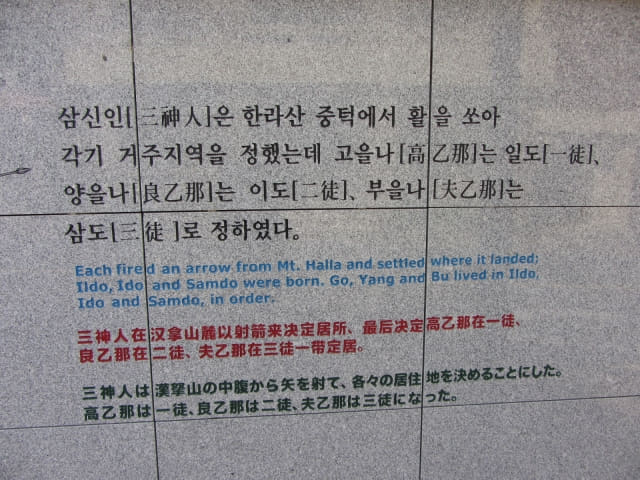 삼신인[三神人]은 한라산 중턱에서 활을 쏘아
각기 거주지역을 정했는데 고을나[高乙那]는 일도[一徒]、
양을나[良乙那]는 이도[二徒]、부을나[夫乙那]는
삼도[三徒]로 정하였다。
Each fired an arrow from Mt. Halla and settled where it landed;
Ildo, Ido and Samdo were born. Go, Yang and Bu lived in Ildo,
Ido and Samdo, in order.
三神人在汉拿山麓以射箭来决定居所、最后决定高乙那在一徒、
良乙那在二徒、夫乙那在三徒一带定居。
三神人は漢拏山の中腹から矢を射て、各々の居住地を決めることにした。
高乙那は一徒、良乙那は二徒、夫乙那は三徒になった。